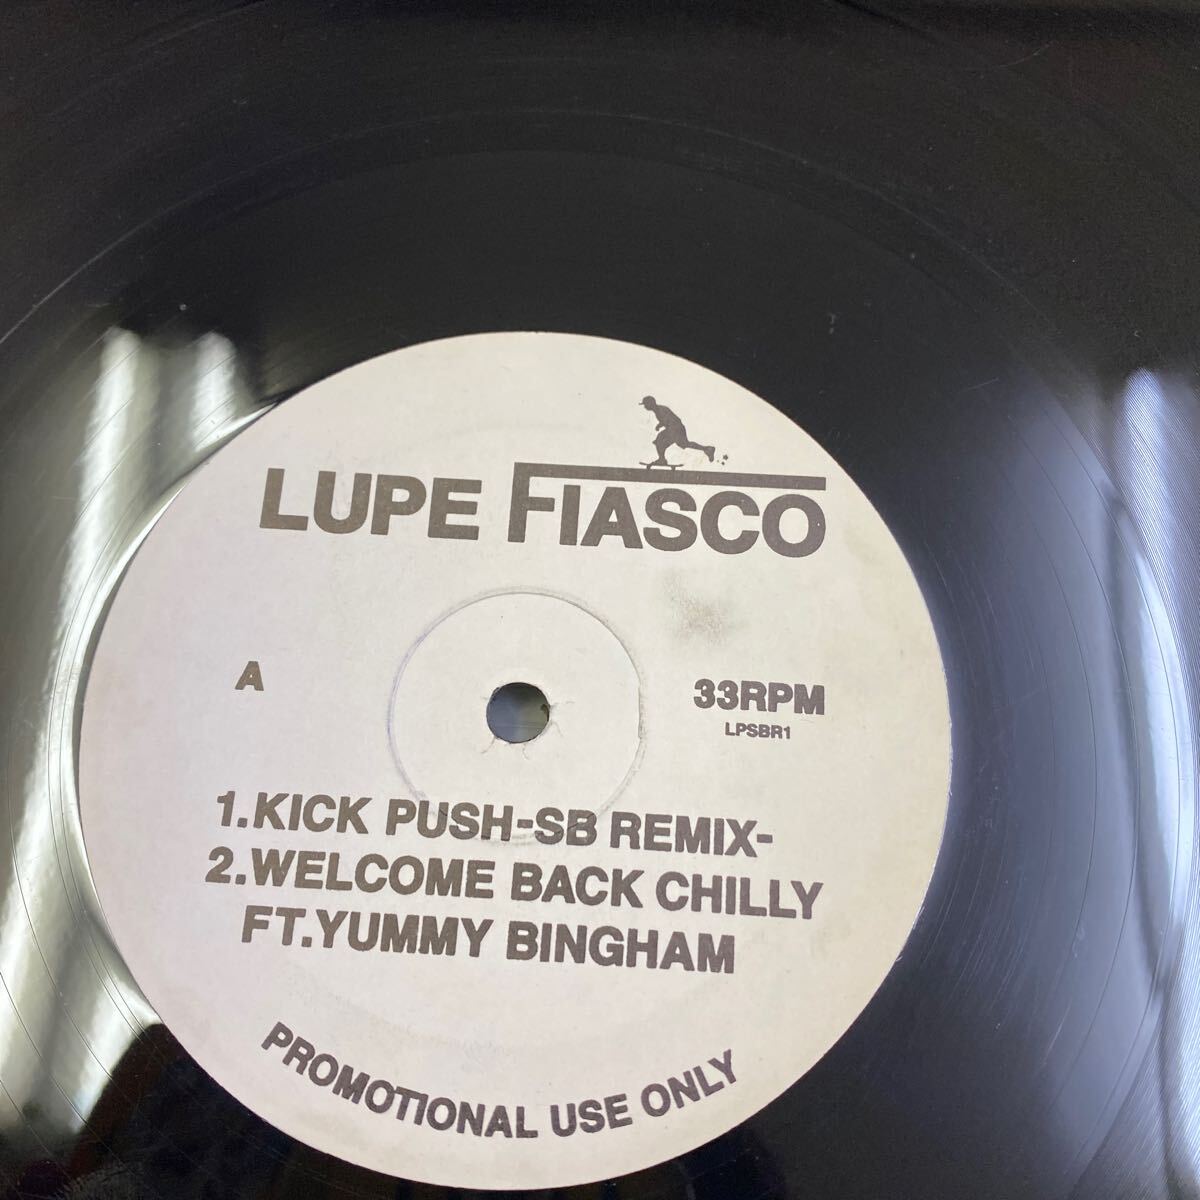 LUPE FIASCO
A
33RPM
LPSBR1
1.KICK PUSH-SB REMIX-
2.WELCOME BACK CHILLY
FT.YUMMY BINGHAM
PROMOTIONAL USE ONLY